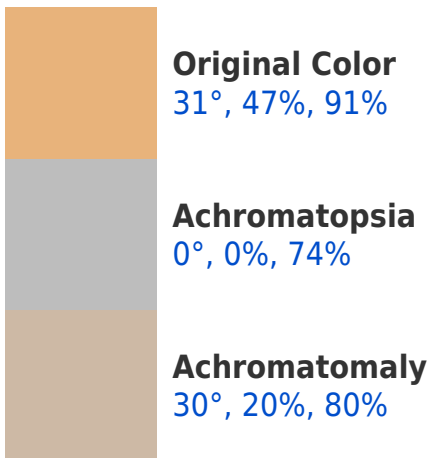 Original Color
31°, 47%, 91%
Achromatopsia
0°, 0%, 74%
Achromatomaly
30°, 20%, 80%